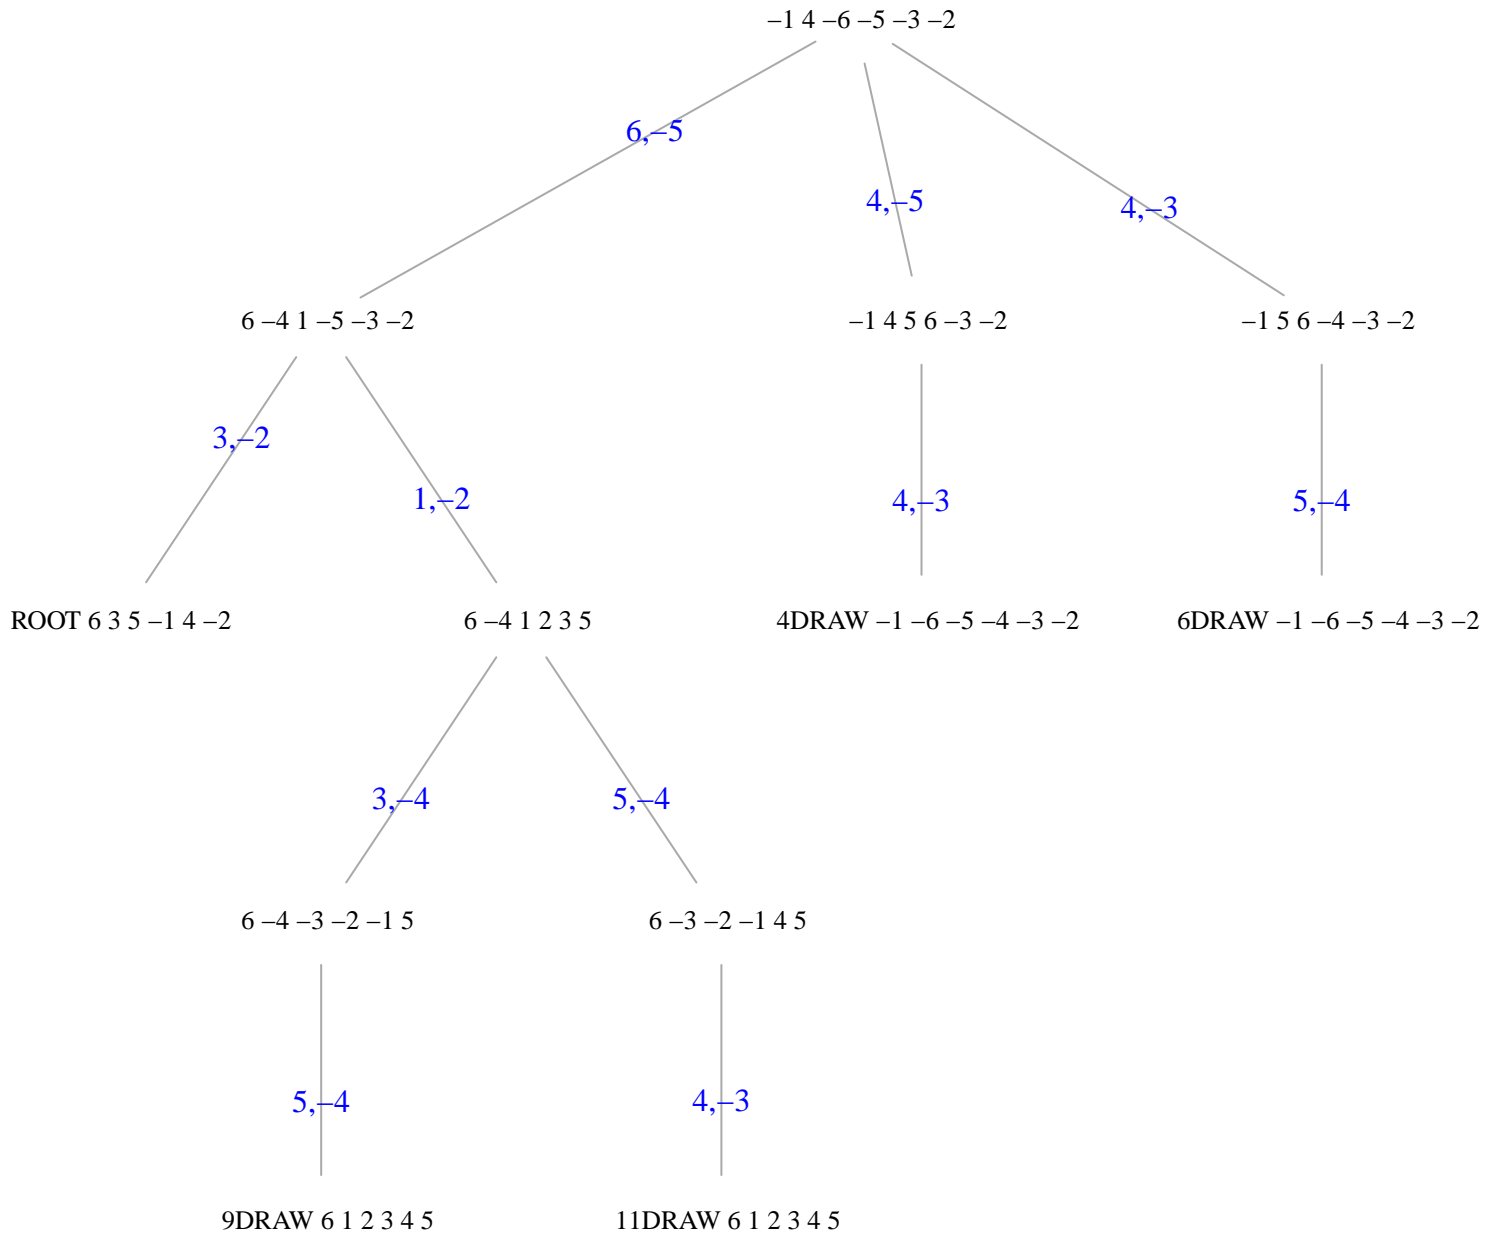 –1 4 –6 –5 –3 –2
6,–5
4,–5
4,–3
6 –4 1 –5 –3 –2
–1 4 5 6 –3 –2
–1 5 6 –4 –3 –2
3,–2
1,–2
4,–3
5,–4
ROOT 6 3 5 –1 4 –2
6 –4 1 2 3 5
4DRAW –1 –6 –5 –4 –3 –2
6DRAW –1 –6 –5 –4 –3 –2
3,–4
5,–4
6 –4 –3 –2 –1 5
6 –3 –2 –1 4 5
5,–4
4,–3
9DRAW 6 1 2 3 4 5
11DRAW 6 1 2 3 4 5